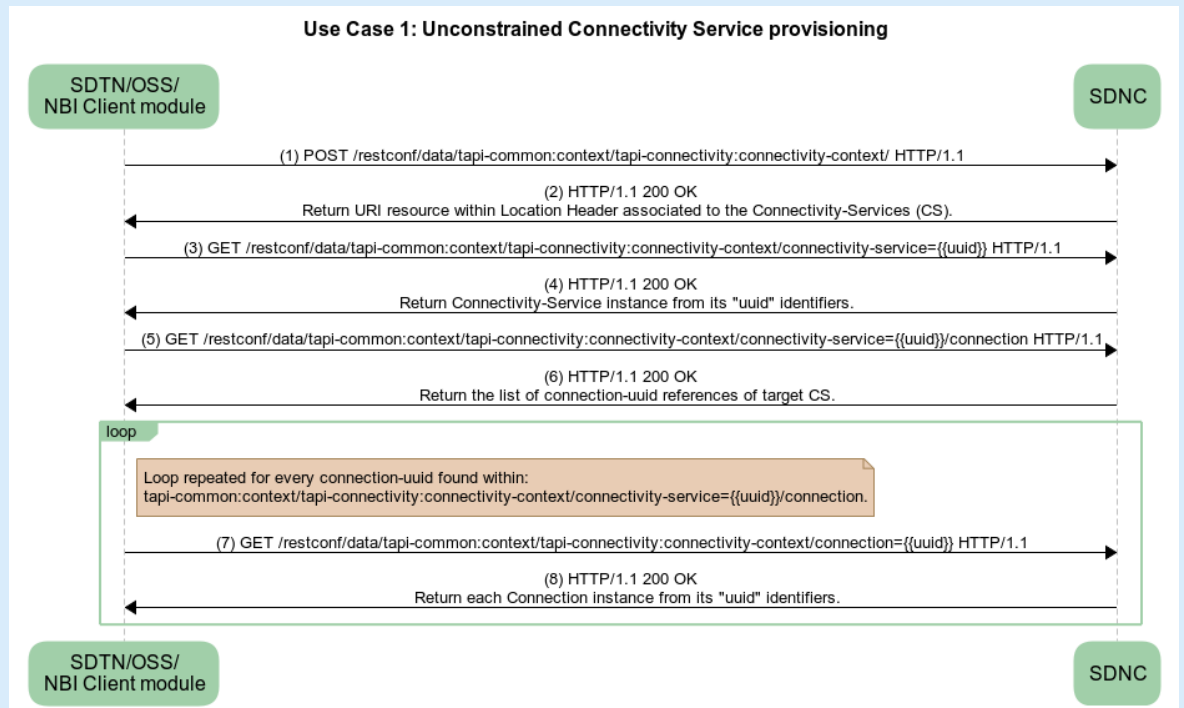 Use Case 1: Unconstrained Connectivity Service provisioning
SDTN/OSS/
NBI Client module
SDNC
(1) POST /restconf/data/tapi-common:context/tapi-connectivity:connectivity-context/ HTTP/1.1
(2) HTTP/1.1 200 OK
Return URI resource within Location Header associated to the Connectivity-Services (CS).
(3) GET /restconf/data/tapi-common:context/tapi-connectivity:connectivity-context/connectivity-service={{uuid}} HTTP/1.1
(4) HTTP/1.1 200 OK
Return Connectivity-Service instance from its "uuid" identifiers.
(5) GET /restconf/data/tapi-common:context/tapi-connectivity:connectivity-context/connectivity-service={{uuid}}/connection HTTP/1.1
(6) HTTP/1.1 200 OK
Return the list of connection-uuid references of target CS.
loop
Loop repeated for every connection-uuid found within:
tapi-common:context/tapi-connectivity:connectivity-context/connectivity-service={{uuid}}/connection.
(7) GET /restconf/data/tapi-common:context/tapi-connectivity:connectivity-context/connection={{uuid}} HTTP/1.1
(8) HTTP/1.1 200 OK
Return each Connection instance from its "uuid" identifiers.
SDTN/OSS/
NBI Client module
SDNC